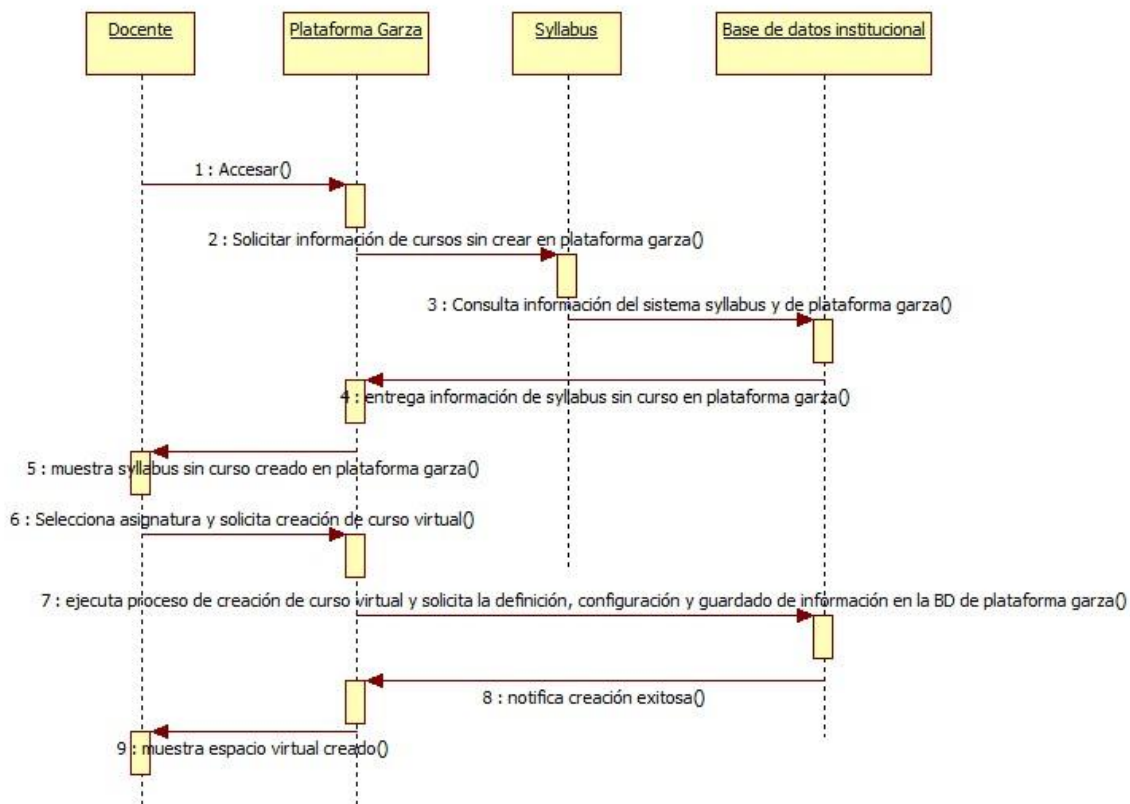 Docente
Plataforma Garza
Syllabus
Base de datos institucional
1 : Accesar()
2 : Solicitar información de cursos sin crear en plataforma garza()
3 : Consulta información del sistema syllabus y de plataforma garza()
4 : entrega información de syllabus sin curso en plataforma garza()
5 : muestra syllabus sin curso creado en plataforma garza()
6 : Selecciona asignatura y solicita creación de curso virtual()
7 : ejecuta proceso de creación de curso virtual y solicita la definición, configuración y guardado de información en la BD de plataforma garza()
8 : notifica creación exitosa()
9 : muestra espacio virtual creado()